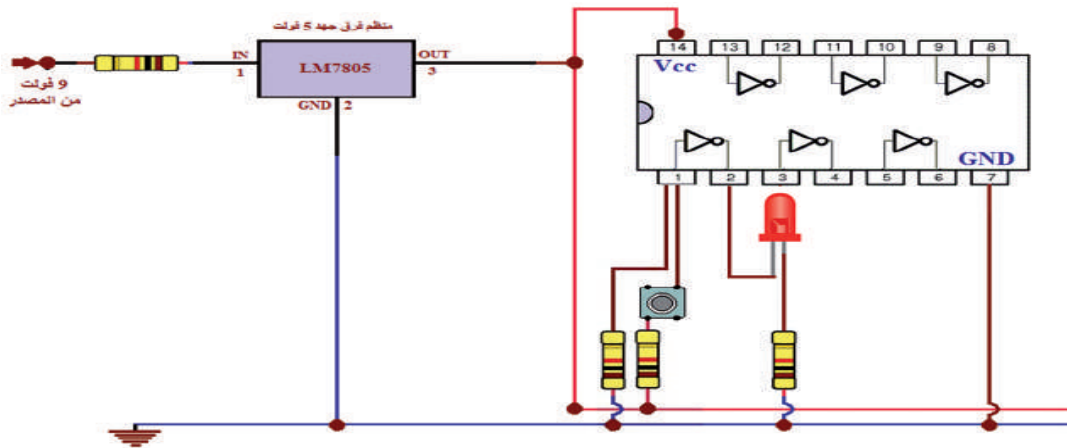 منظم فرق جهد 5 فولت
IN
1
LM7805
OUT
3
GND 2
9 فولت
من المصدر
14 13 12 11 10 9 8
Vcc
GND
1 2 3 4 5 6 7